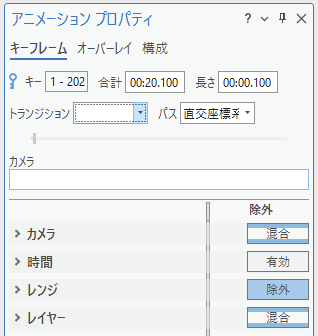 アニメーション プロパティ
キーフレーム オーバーレイ 構成
キー 1 - 202 合計 00:20.100 長さ 00:00.100
トランジション パス 直交座標系
カメラ
除外
カメラ 混合
時間 有効
レンジ 除外
レイヤー 混合